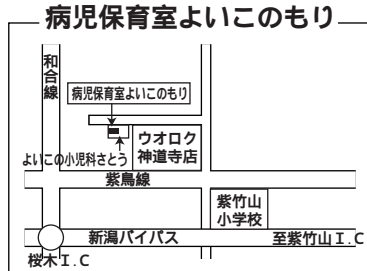 病児保育室よいこのもり
和合線
病児保育室よいこのもり
ウオロク
神道寺店
よいこの小児科さとう
紫鳥線
紫竹山
小学校
新潟バイパス
至紫竹山I.C
桜木I.C